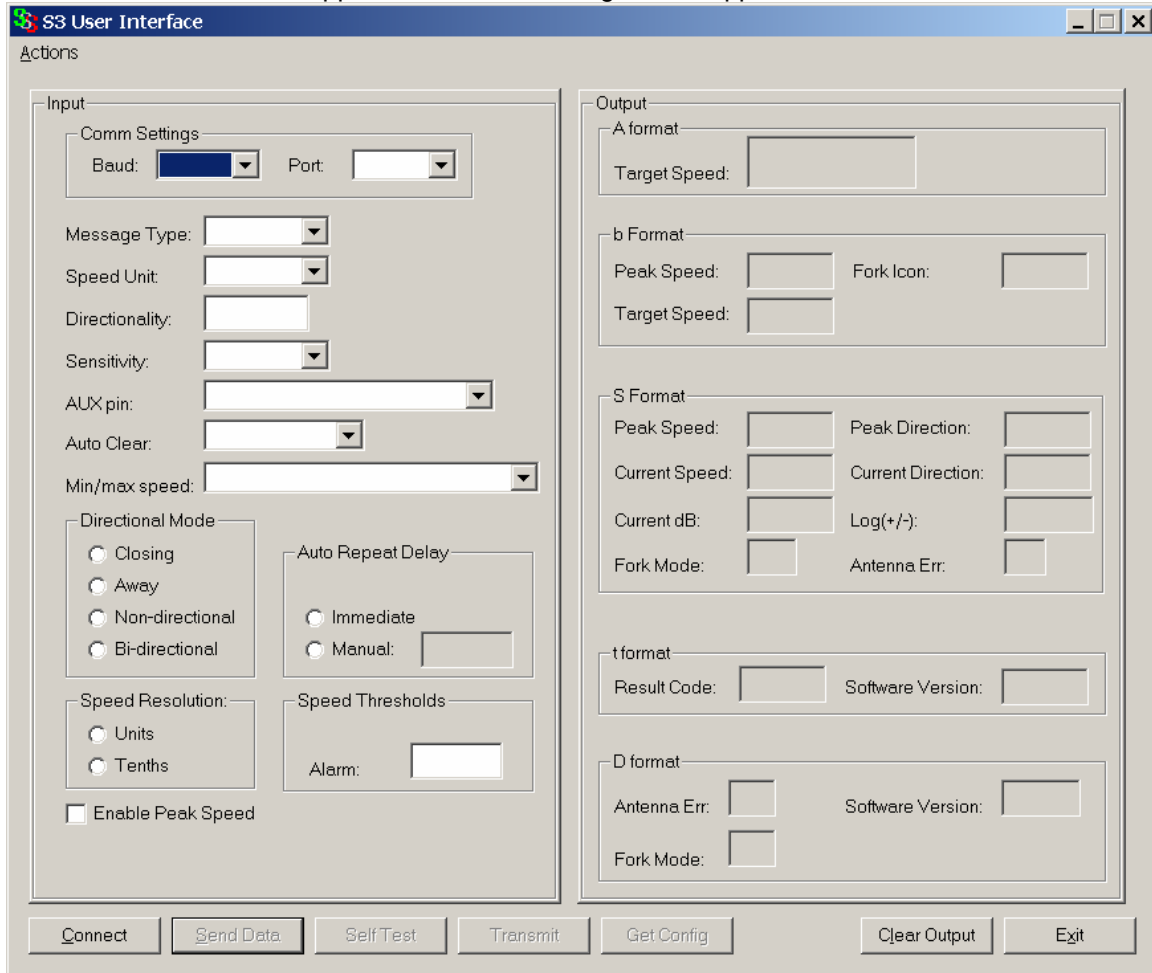 S3 User Interface
Actions
Input
Comm Settings
Baud:
Port:
Message Type:
Speed Unit:
Directionality:
Sensitivity:
AUX pin:
Auto Clear:
Min/max speed:
Directional Mode
Closing
Away
Non-directional
Bi-directional
Auto Repeat Delay
Immediate
Manual:
Speed Resolution:
Units
Tenths
Speed Thresholds
Alarm:
Enable Peak Speed
Output
A format
Target Speed:
b Format
Peak Speed:
Fork Icon:
Target Speed:
S Format
Peak Speed:
Peak Direction:
Current Speed:
Current Direction:
Current dB:
Log(+/-):
Fork Mode:
Antenna Err:
t format
Result Code:
Software Version:
D format
Antenna Err:
Software Version:
Fork Mode:
Connect
Send Data
Self Test
Transmit
Get Config
Clear Output
Exit